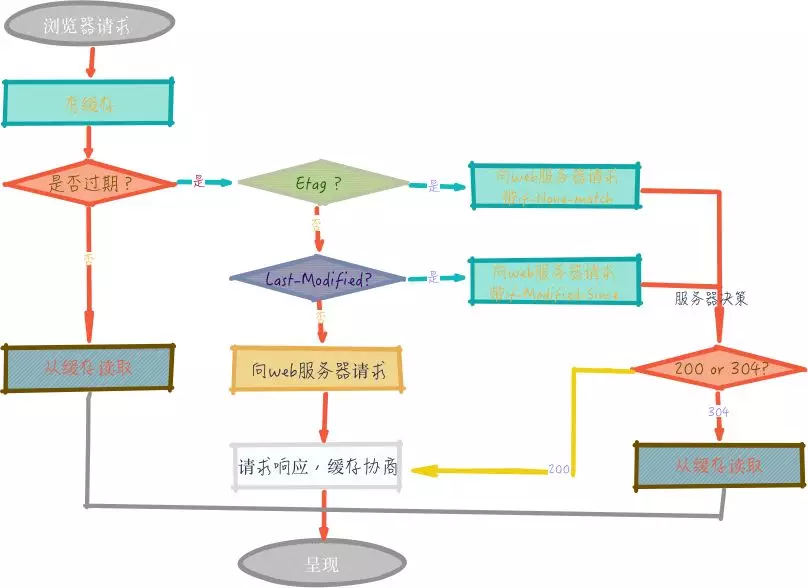 浏览器请求
有缓存
是否过期？
是
Etag ？
是
向web服务器请求
带If-None-match
否
否
Last-Modified?
是
向web服务器请求
带If-Modified-Since
服务器决策
否
从缓存读取
向web服务器请求
200 or 304?
304
请求响应，缓存协商
200
从缓存读取
呈现